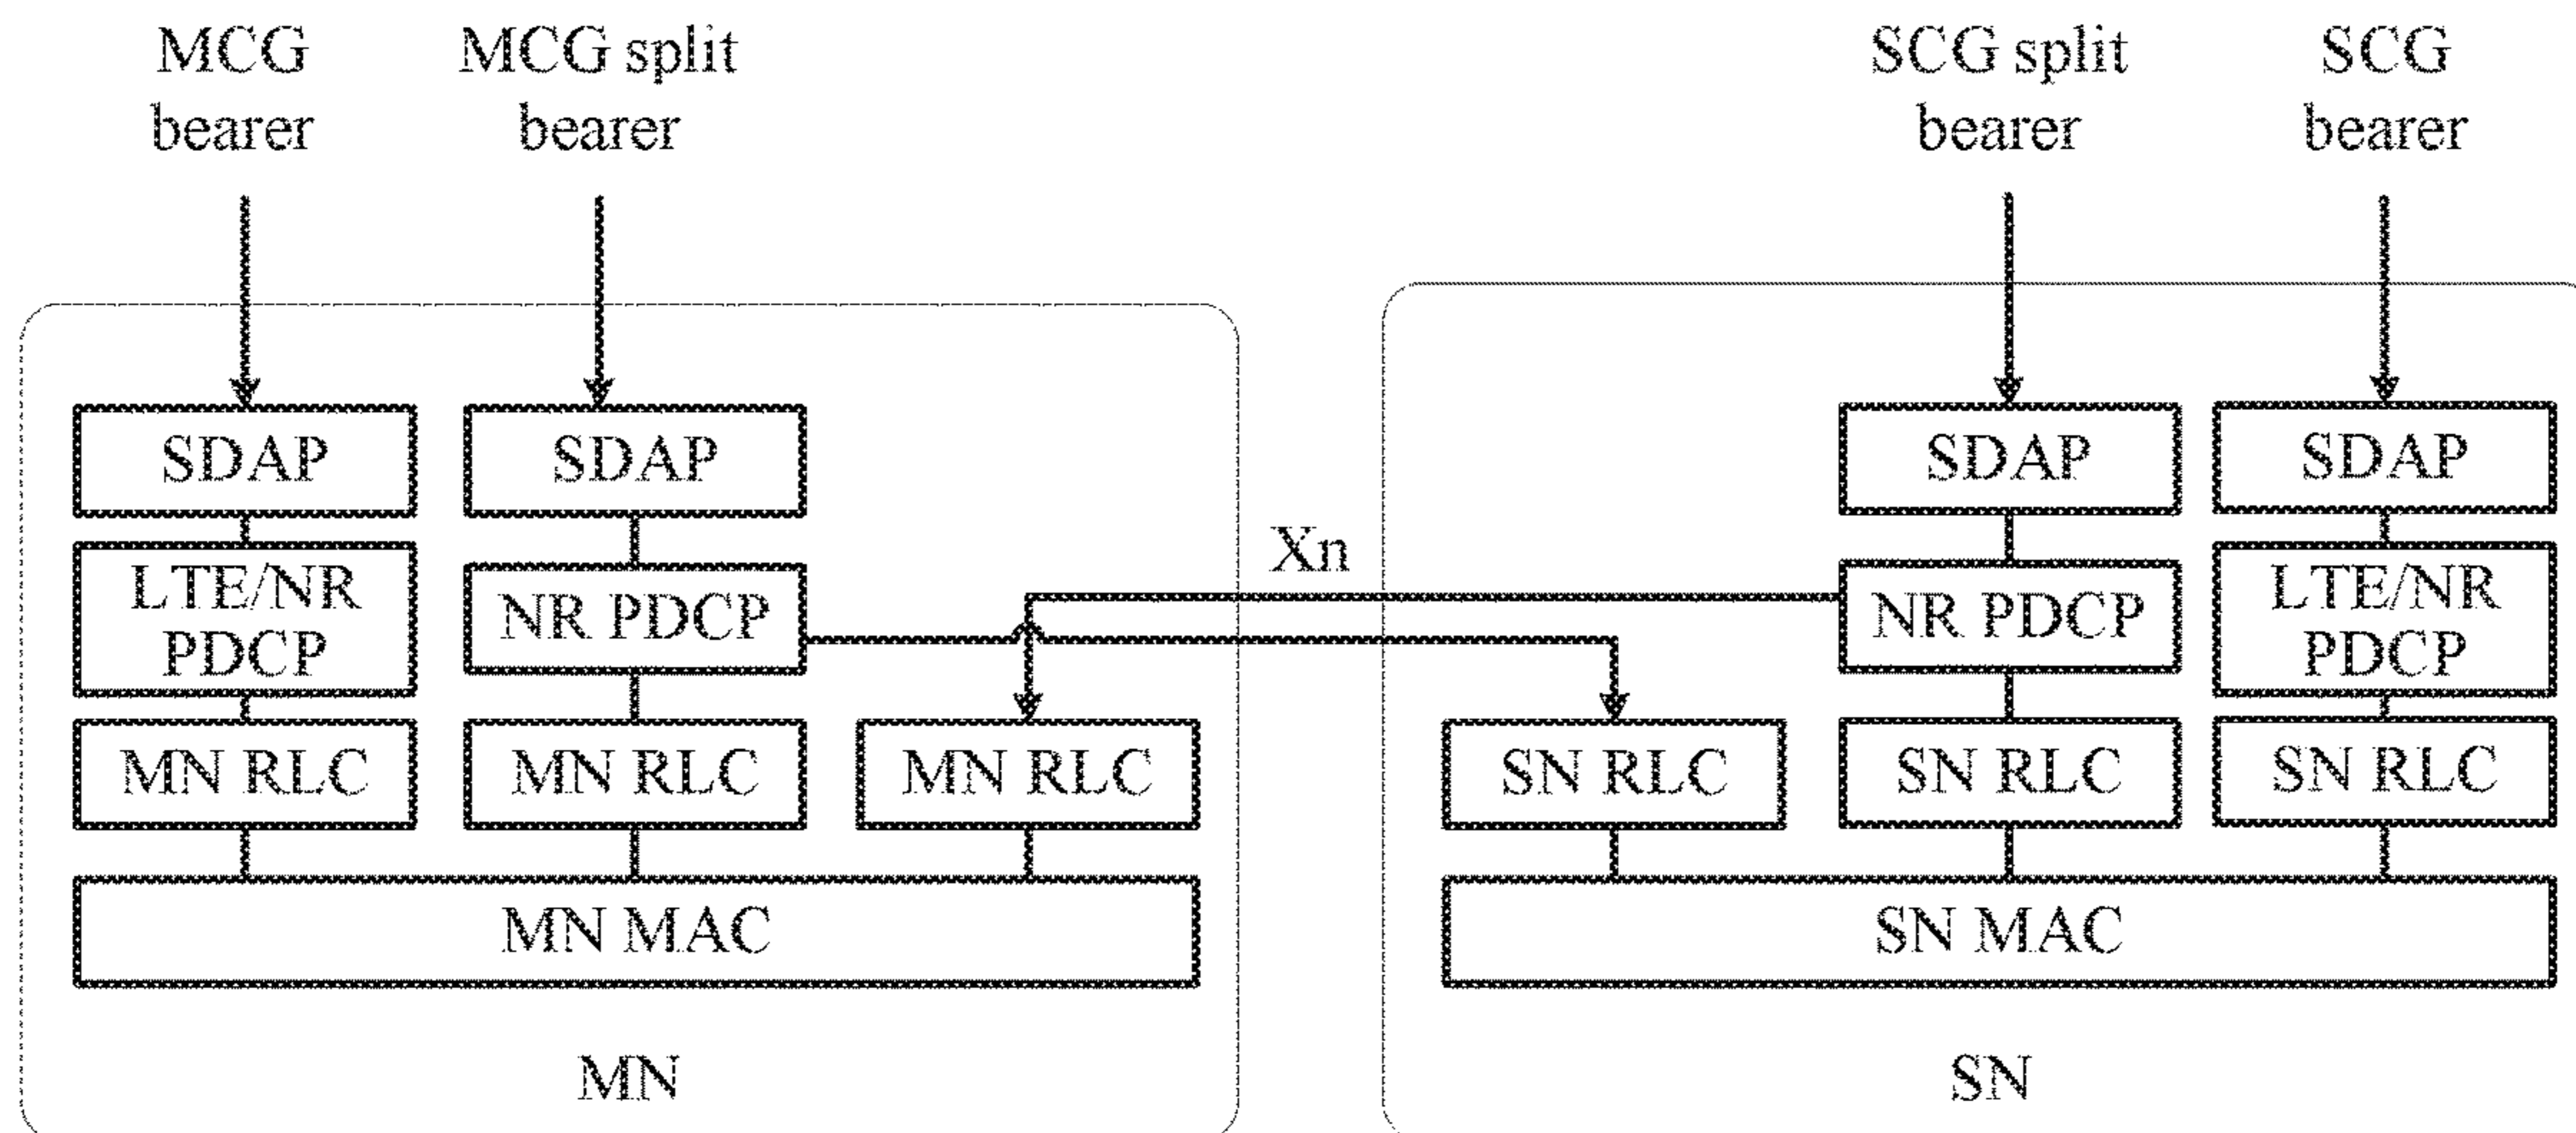 MCG
bearer
MCG split
bearer
SCG split
bearer
SCG
bearer
SDAP
SDAP
SDAP
SDAP
Xn
LTE/NR
PDCP
NR PDCP
NR PDCP
LTE/NR
PDCP
MN RLC
MN RLC
MN RLC
SN RLC
SN RLC
SN RLC
MN MAC
SN MAC
MN
SN